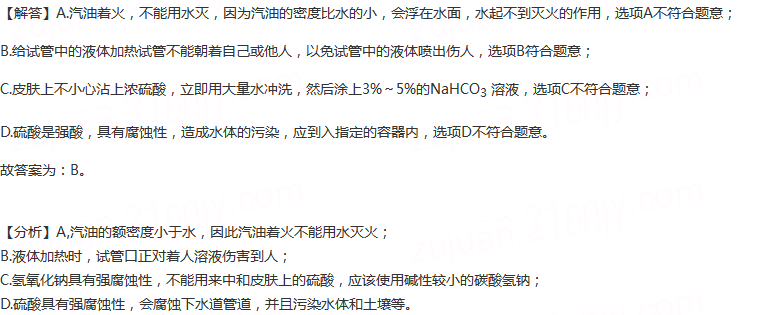 【解答】A.汽油着火，不能用水灭，因为汽油的密度比水的小，会浮在水面，水起不到灭火的作用，选项A不符合题意；
B.给试管中的液体加热试管不能朝着自己或他人，以免试管中的液体喷出伤人，选项B符合题意；
C.皮肤上不小心沾上浓硫酸，立即用大量水冲洗，然后涂上3%～5%的NaHCO3 溶液，选项C不符合题意；
D.硫酸是强酸，具有腐蚀性，造成水体的污染，应到入指定的容器内，选项D不符合题意。
故答案为：B。
【分析】A,汽油的额密度小于水，因此汽油着火不能用水灭火；
B.液体加热时，试管口正对着人溶液伤害到人；
C.氢氧化钠具有强腐蚀性，不能用来中和皮肤上的硫酸，应该使用碱性较小的碳酸氢钠；
D.硫酸具有强腐蚀性，会腐蚀下水道管道，并且污染水体和土壤等。